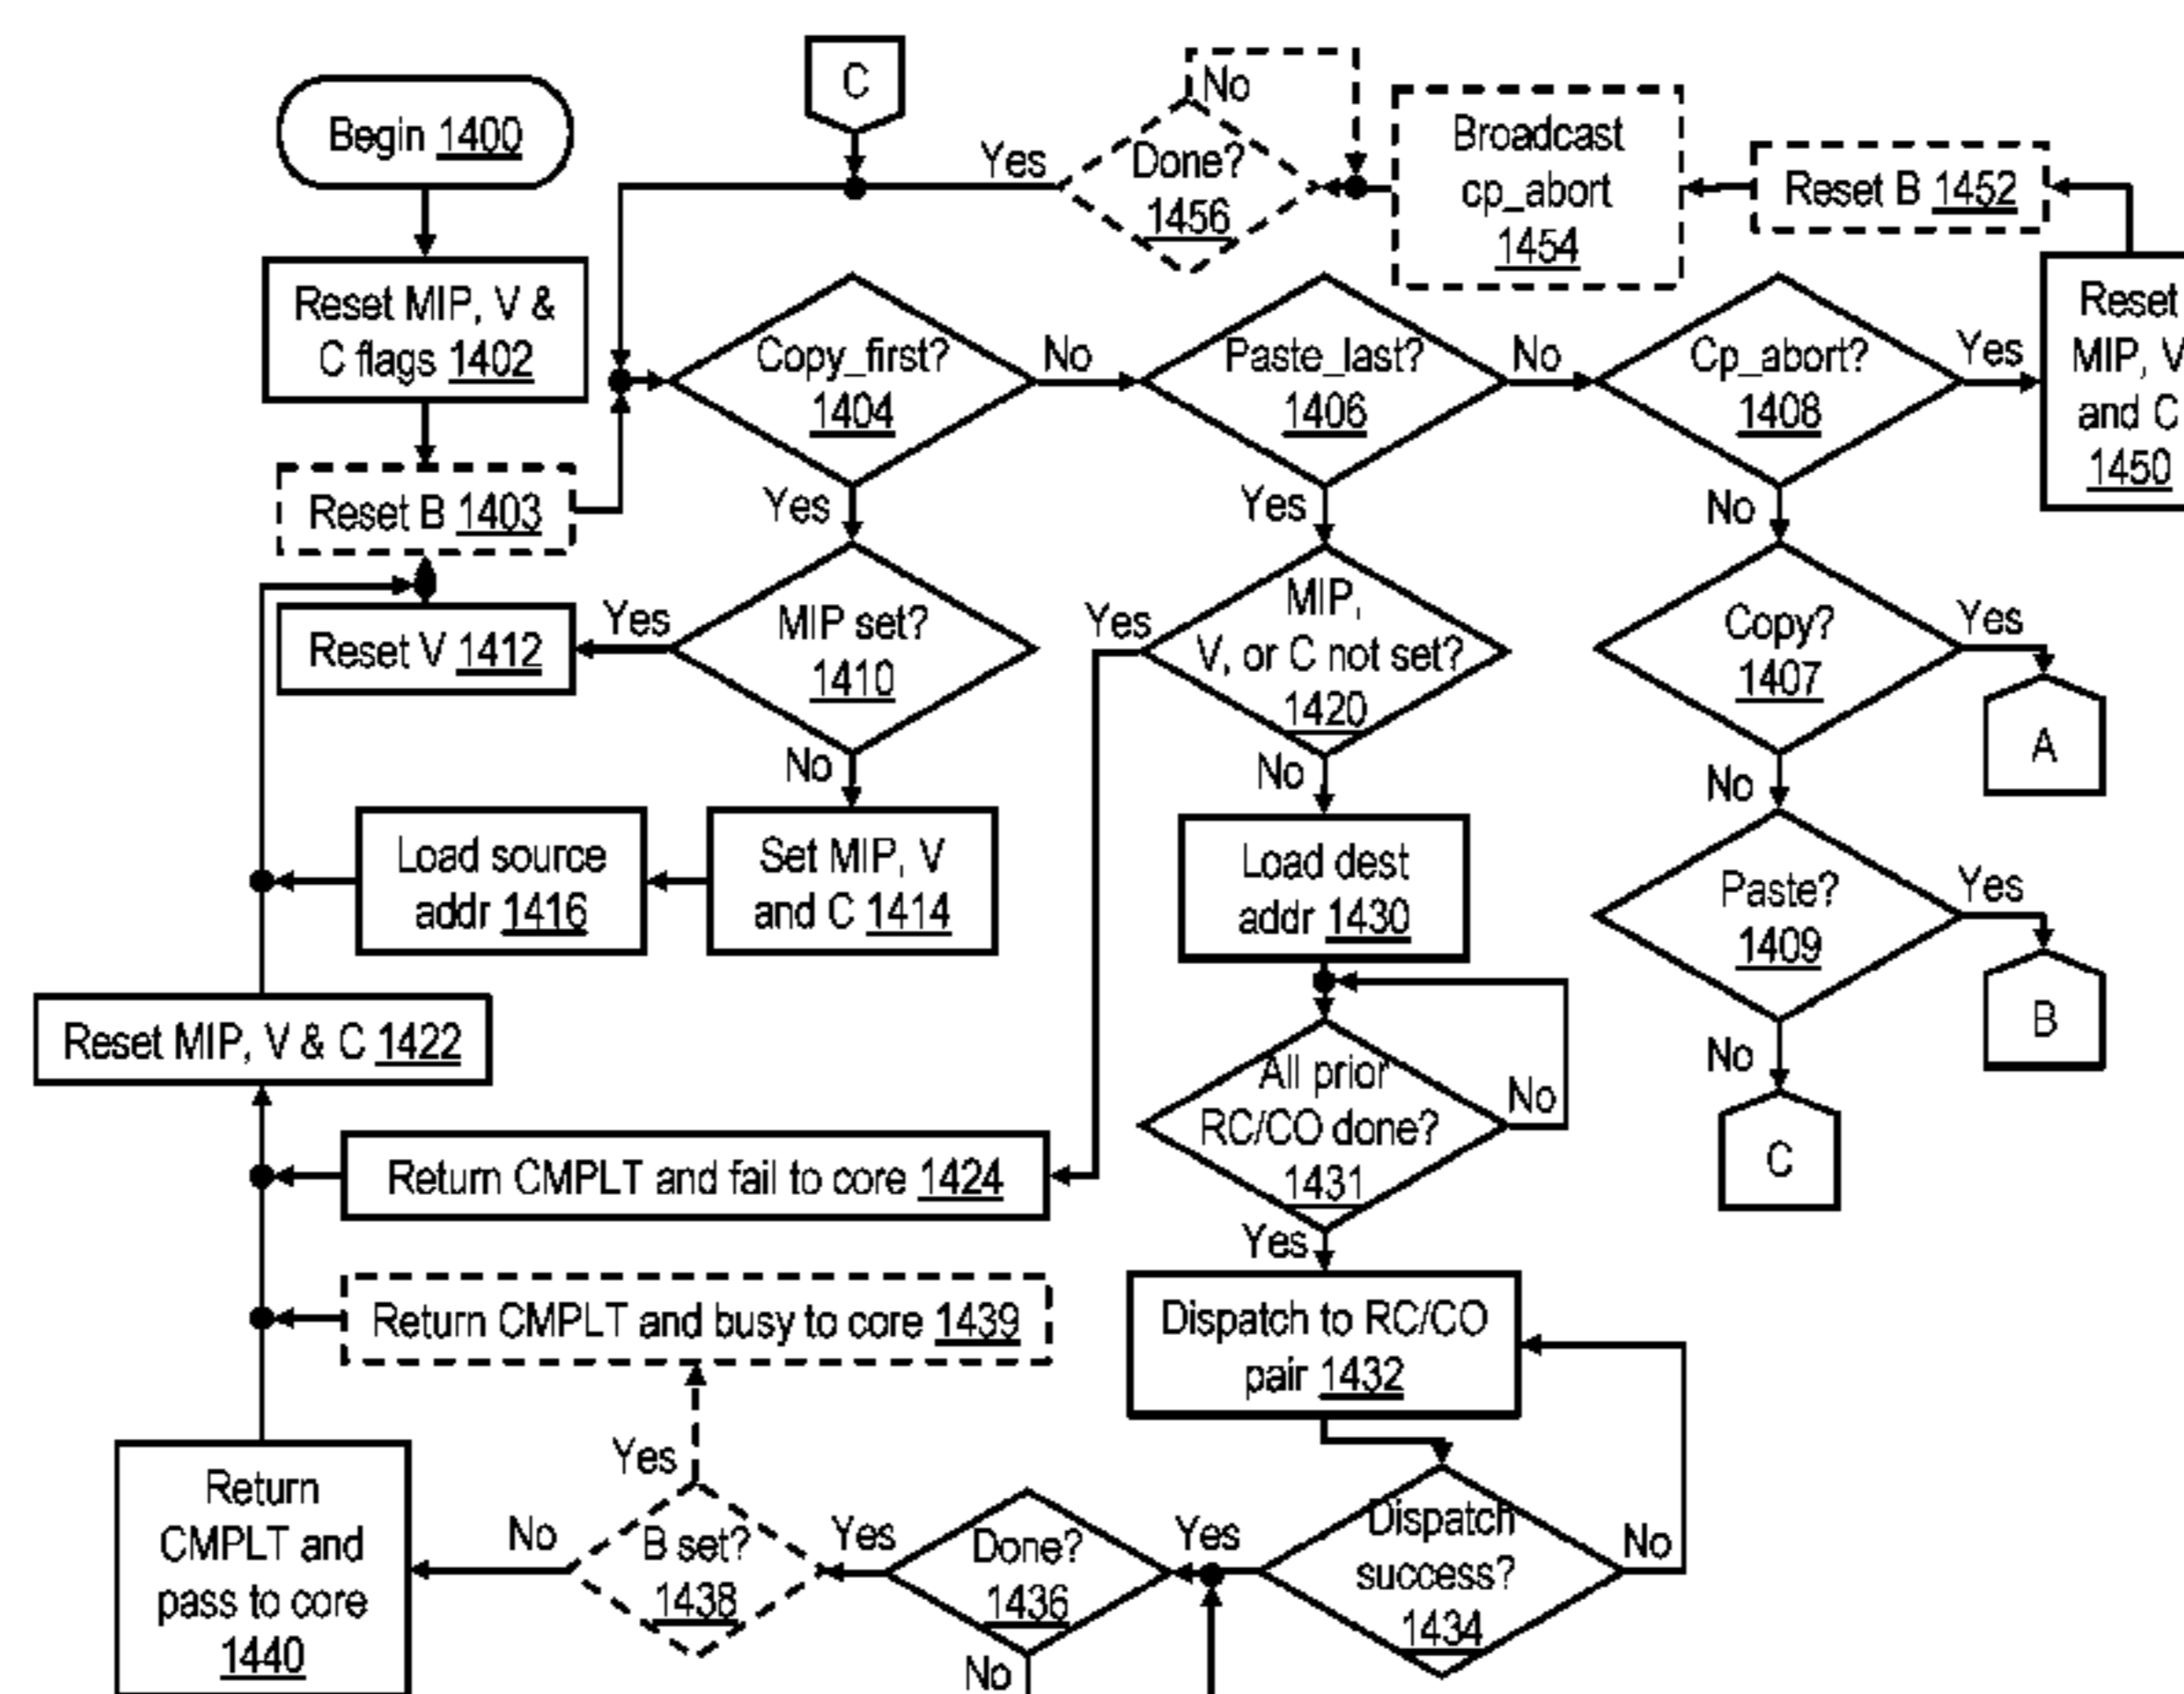 C
No
Begin 1400
Yes
Done?
1456
Broadcast
cp_abort
1454
Reset B 1452
Reset MIP, V &
C flags 1402
Copy_first?
1404
No
Paste_last?
1406
No
Cp_abort?
1408
Yes
Reset
MIP, V
and C
1450
Reset B 1403
Yes
Yes
No
Reset V 1412
Yes
MIP set?
1410
Yes
MIP,
V, or C not set?
1420
Copy?
1407
Yes
A
No
No
No
Load source
addr 1416
Set MIP, V
and C 1414
Load dest
addr 1430
Paste?
1409
Yes
B
Reset MIP, V & C 1422
No
All prior
RC/CO done?
1431
No
C
Return CMPLT and fail to core 1424
Yes
Return CMPLT and busy to core 1439
Dispatch to RC/CO
pair 1432
Yes
Return
CMPLT and
pass to core
1440
No
B set?
1438
Yes
Done?
1436
Yes
Dispatch
success?
1434
No
No